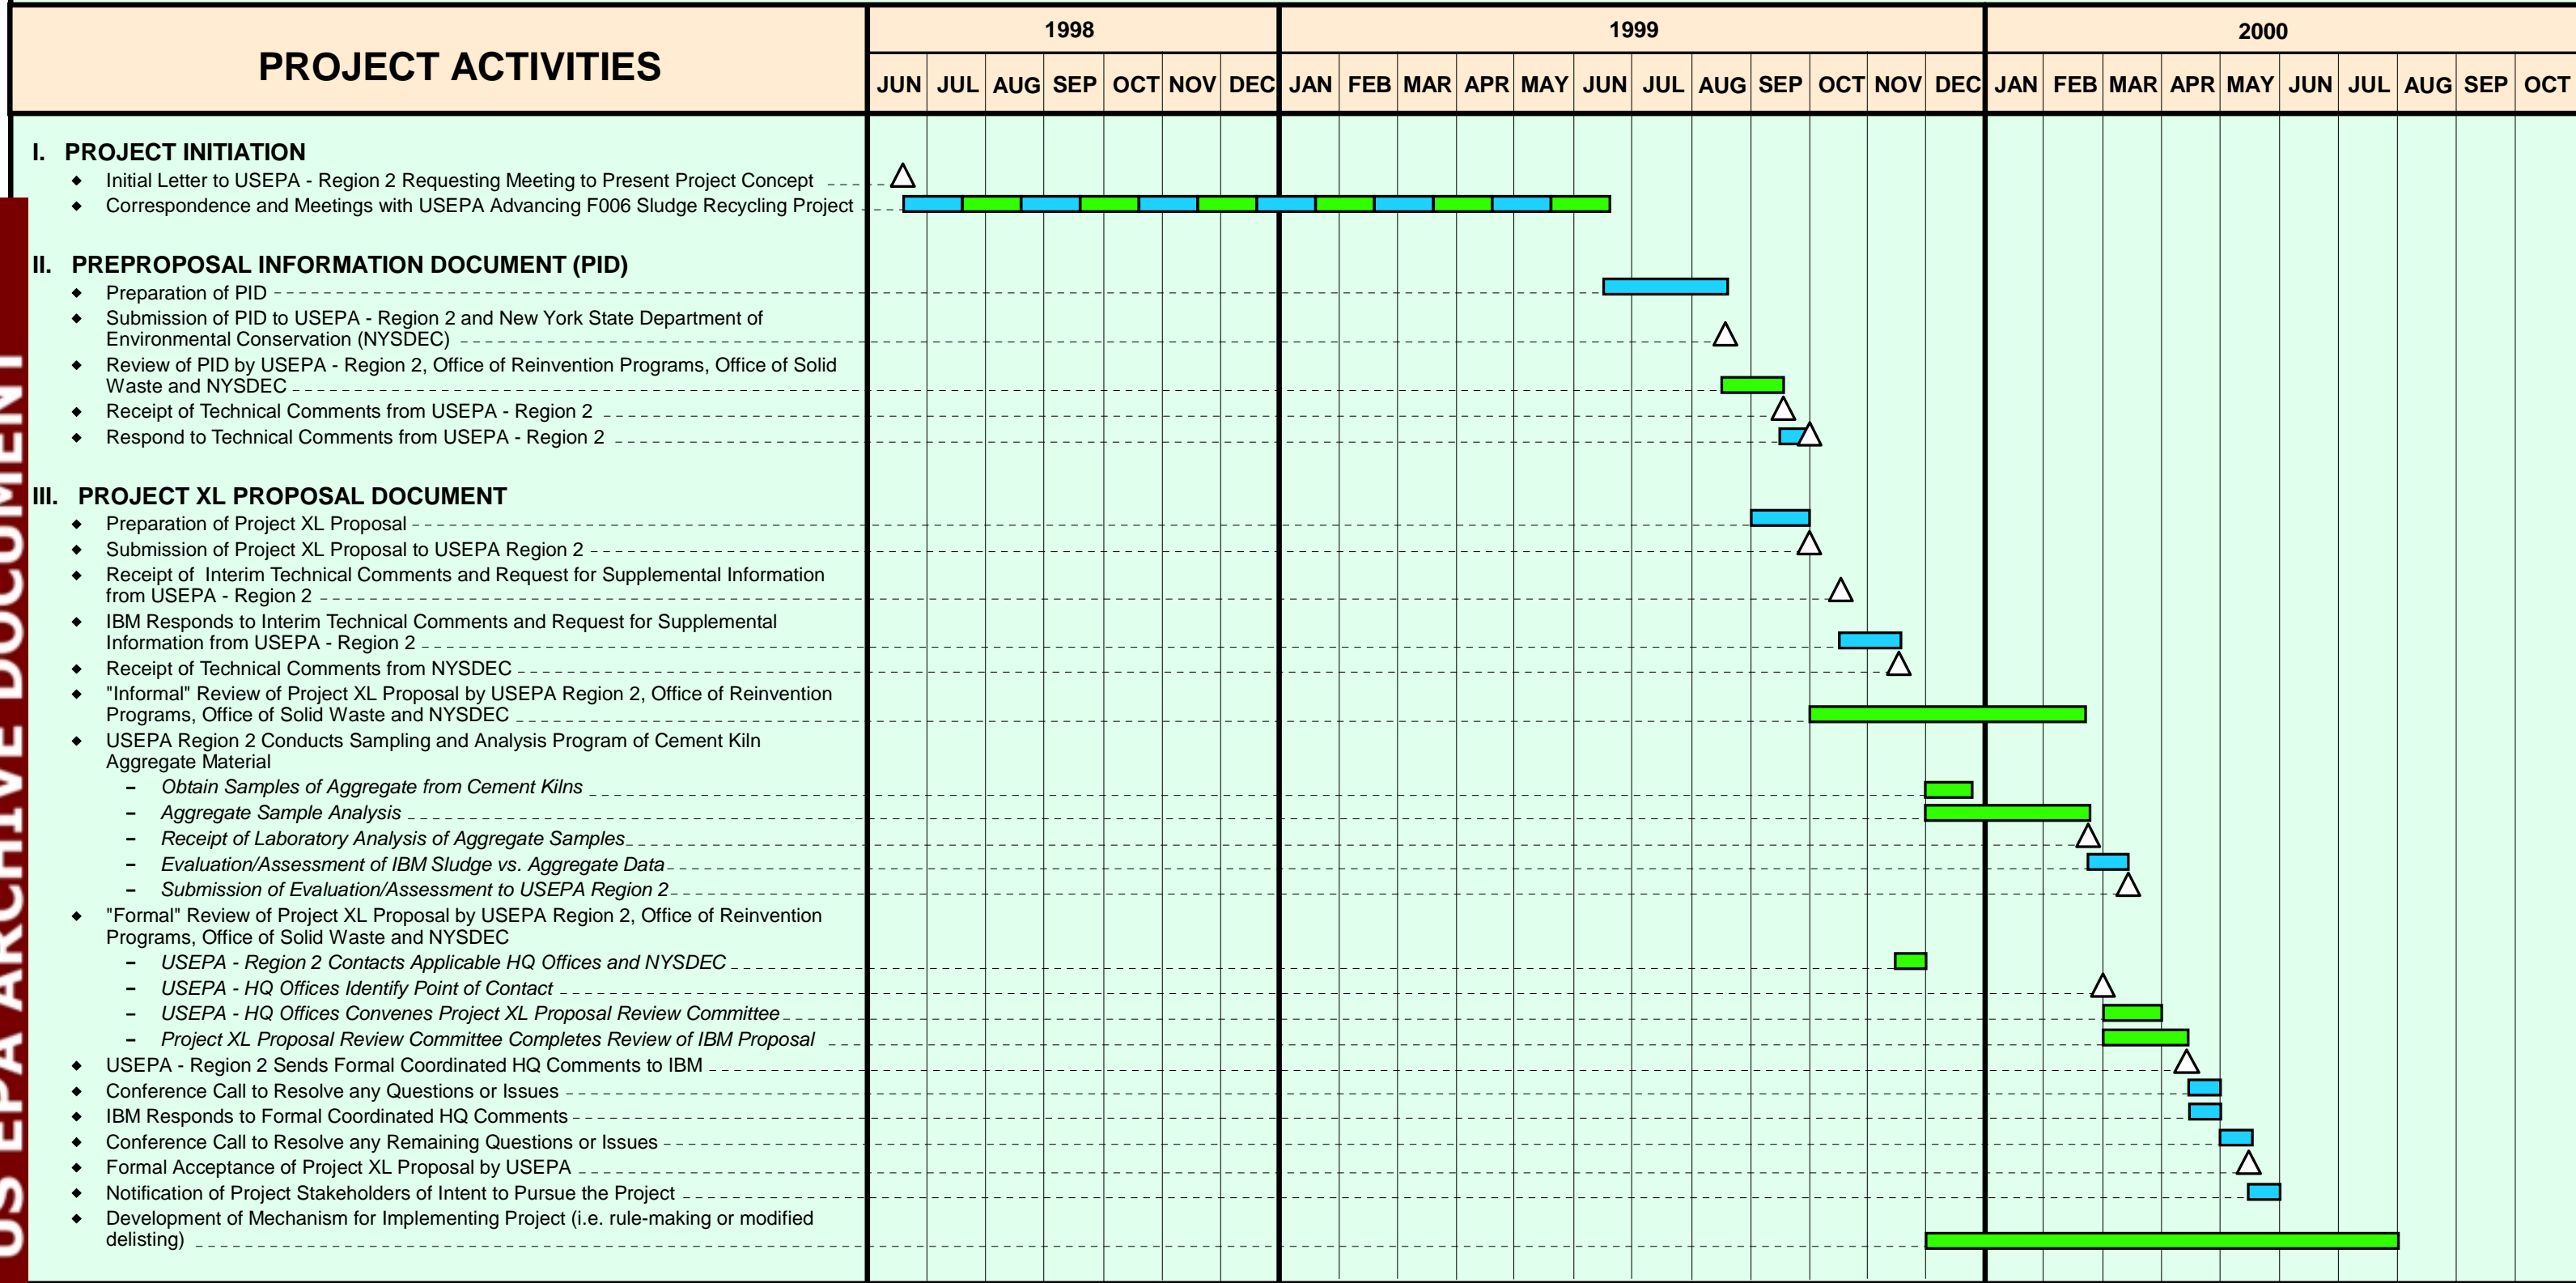 PROJECT ACTIVITIES
1998
1999
2000
JUN JUL AUG SEP OCT NOV DEC JAN FEB MAR APR MAY JUN JUL AUG SEP OCT NOV DEC JAN FEB MAR APR MAY JUN JUL AUG SEP OCT
I. PROJECT INITIATION
Initial Letter to USEPA - Region 2 Requesting Meeting to Present Project Concept
Correspondence and Meetings with USEPA Advancing F006 Sludge Recycling Project
II. PREPROPOSAL INFORMATION DOCUMENT (PID)
Preparation of PID
Submission of PID to USEPA - Region 2 and New York State Department of
Environmental Conservation (NYSDEC)
Review of PID by USEPA - Region 2, Office of Reinvention Programs, Office of Solid
Waste and NYSDEC
Receipt of Technical Comments from USEPA - Region 2
Respond to Technical Comments from USEPA - Region 2
III. PROJECT XL PROPOSAL DOCUMENT
Preparation of Project XL Proposal
Submission of Project XL Proposal to USEPA Region 2
Receipt of Interim Technical Comments and Request for Supplemental Information
from USEPA - Region 2
IBM Responds to Interim Technical Comments and Request for Supplemental
Information from USEPA - Region 2
Receipt of Technical Comments from NYSDEC
"Informal" Review of Project XL Proposal by USEPA Region 2, Office of Reinvention
Programs, Office of Solid Waste and NYSDEC
USEPA Region 2 Conducts Sampling and Analysis Program of Cement Kiln
Aggregate Material
– Obtain Samples of Aggregate from Cement Kilns
– Aggregate Sample Analysis
– Receipt of Laboratory Analysis of Aggregate Samples
– Evaluation/Assessment of IBM Sludge vs. Aggregate Data
– Submission of Evaluation/Assessment to USEPA Region 2
"Formal" Review of Project XL Proposal by USEPA Region 2, Office of Reinvention
Programs, Office of Solid Waste and NYSDEC
– USEPA - Region 2 Contacts Applicable HQ Offices and NYSDEC
– USEPA - HQ Offices Identify Point of Contact
– USEPA - HQ Offices Convenes Project XL Proposal Review Committee
– Project XL Proposal Review Committee Completes Review of IBM Proposal
USEPA - Region 2 Sends Formal Coordinated HQ Comments to IBM
Conference Call to Resolve any Questions or Issues
IBM Responds to Formal Coordinated HQ Comments
Conference Call to Resolve any Remaining Questions or Issues
Formal Acceptance of Project XL Proposal by USEPA
Notification of Project Stakeholders of Intent to Pursue the Project
Development of Mechanism for Implementing Project (i.e. rule-making or modified
delisting)
US EPA ARCHIVE DOCUMENT